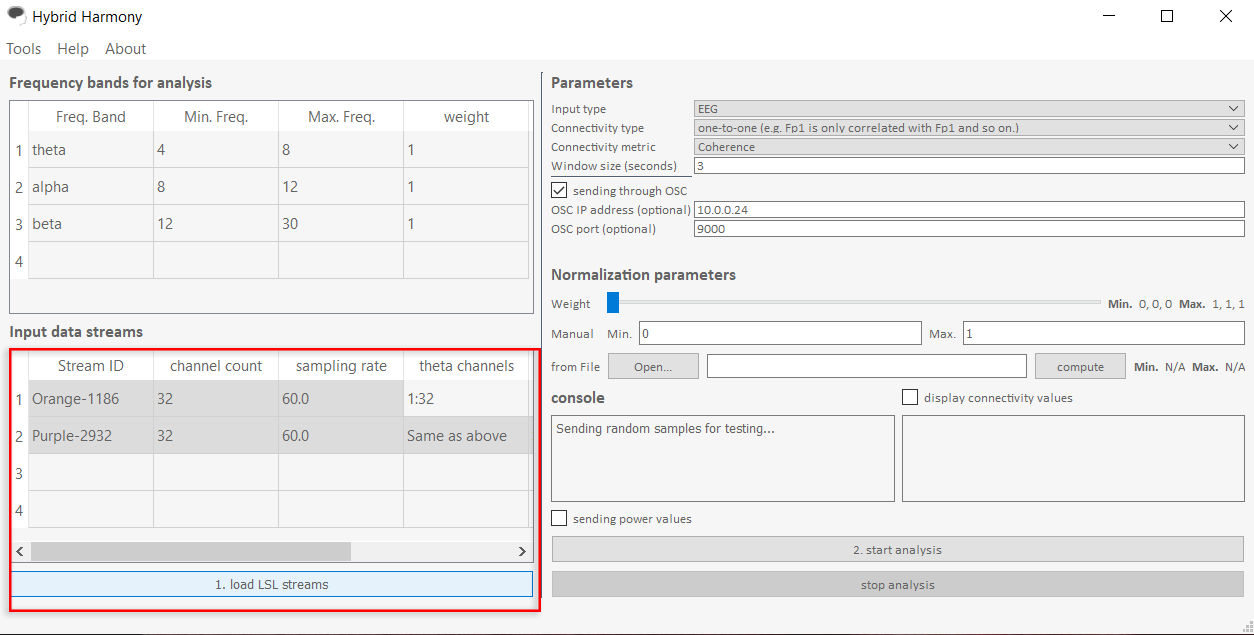 Hybrid Harmony
Tools Help About
Frequency bands for analysis
Freq. Band Min. Freq. Max. Freq. weight
1 theta 4 8 1
2 alpha 8 12 1
3 beta 12 30 1
4
Input data streams
Stream ID channel count sampling rate theta channels
1 Orange-1186 32 60.0 1:32
2 Purple-2932 32 60.0 Same as above
3
4
1. load LSL streams
Parameters
Input type EEG
Connectivity type one-to-one (e.g. Fp1 is only correlated with Fp1 and so on.)
Connectivity metric Coherence
Window size (seconds) 3
sending through OSC
OSC IP address (optional) 10.0.0.24
OSC port (optional) 9000
Normalization parameters
Weight Min. 0, 0, 0 Max. 1, 1, 1
Manual Min. 0 Max. 1
from File Open... compute Min. N/A Max. N/A
console display connectivity values
Sending random samples for testing...
sending power values
2. start analysis
stop analysis